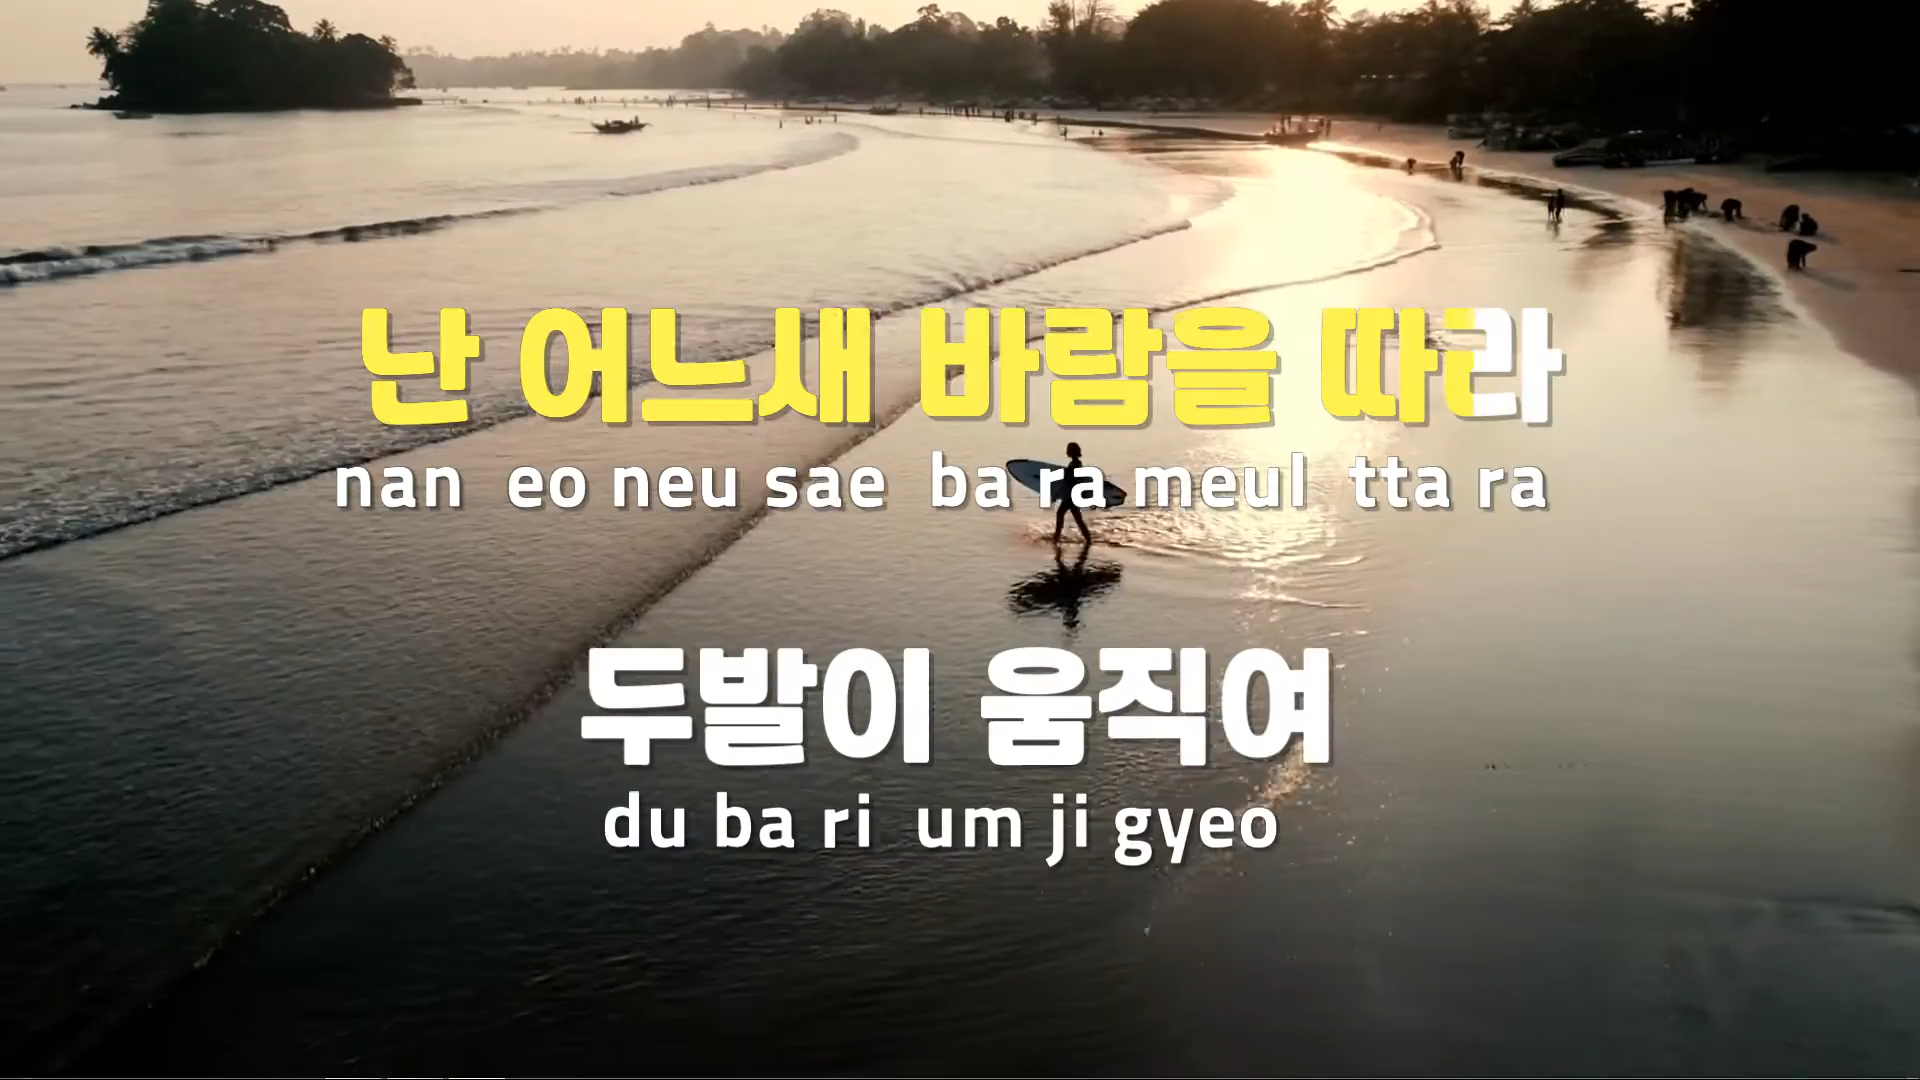 난 어느새 바람을 따라
nan eo neu sae ba ra meul tta ra
두발이 움직여
du ba ri um ji gyeo